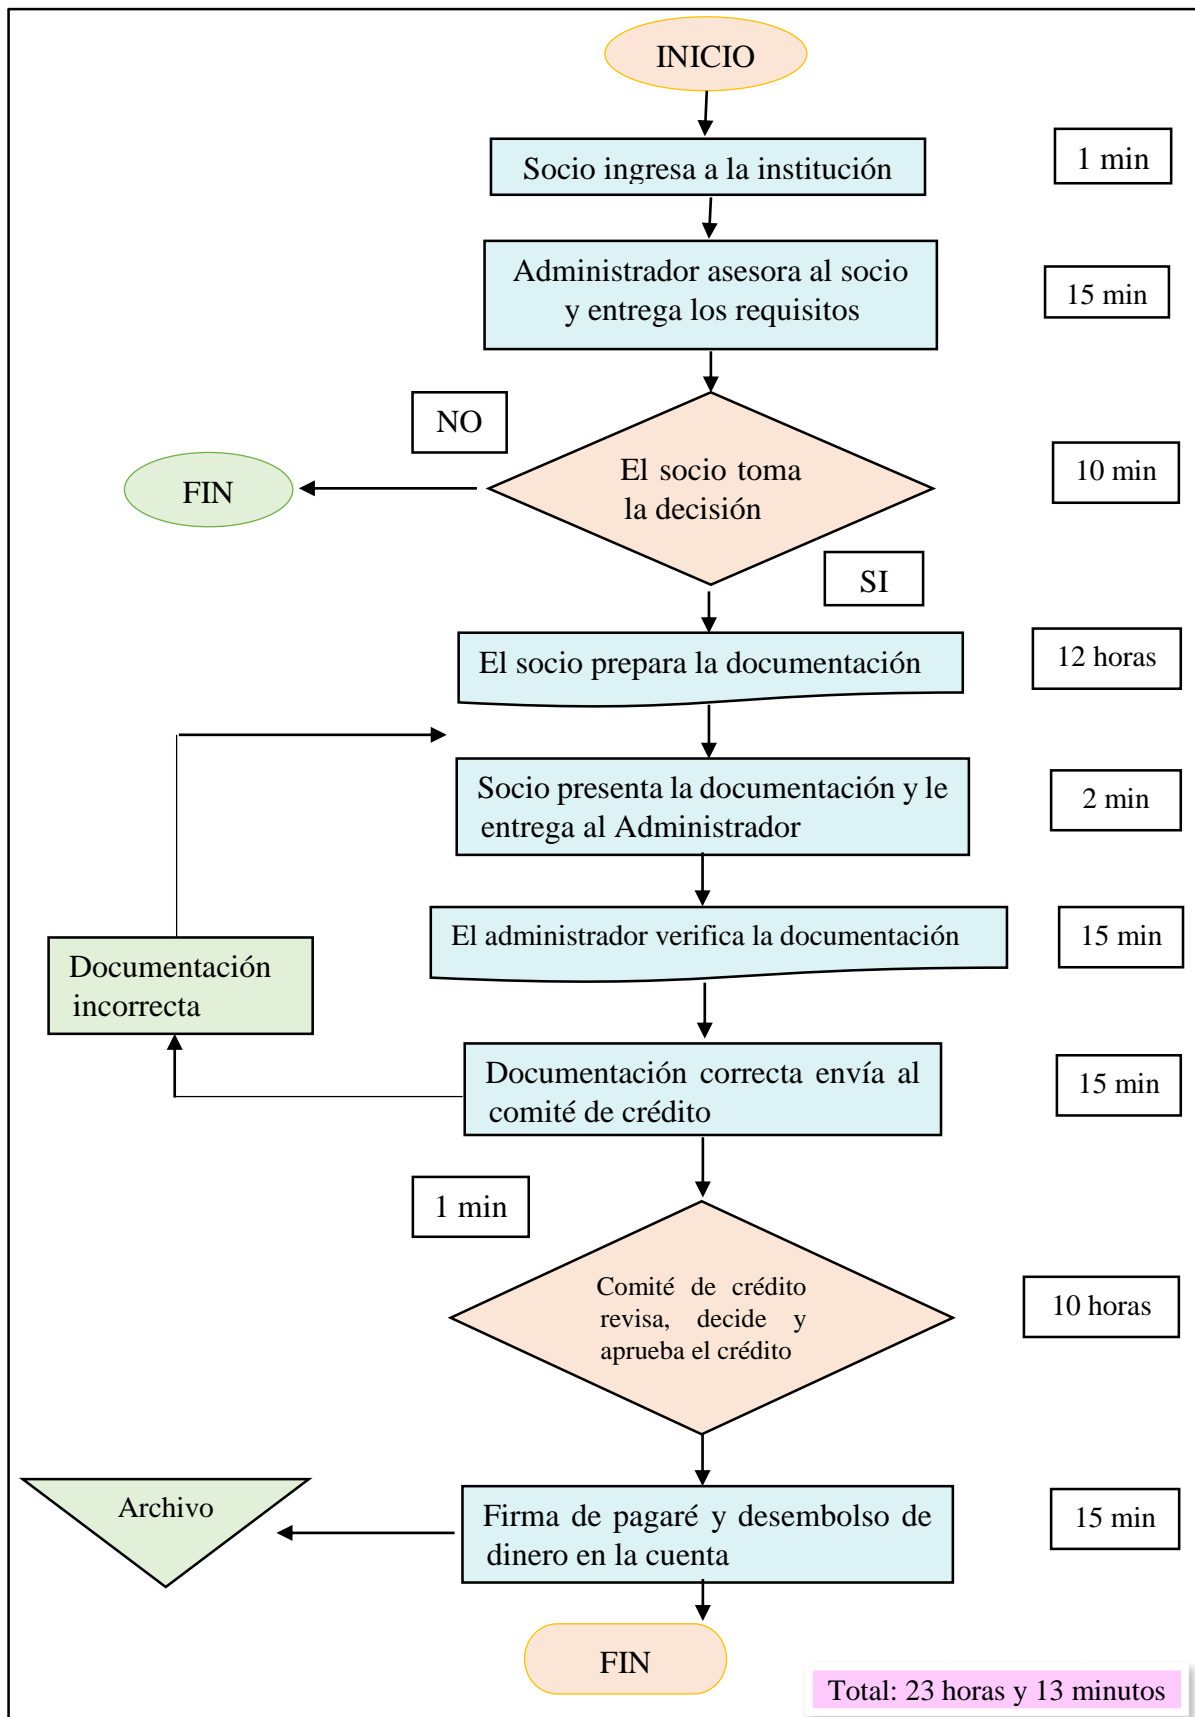 INICIO
Socio ingresa a la institución
1 min
Administrador asesora al socio
y entrega los requisitos
15 min
NO
El socio toma
la decisión
10 min
FIN
SI
El socio prepara la documentación
12 horas
Socio presenta la documentación y le
entrega al Administrador
2 min
El administrador verifica la documentación
15 min
Documentación
incorrecta
Documentación correcta envía al
comité de crédito
15 min
1 min
Comité de crédito
revisa, decide y
aprueba el crédito
10 horas
Archivo
Firma de pagaré y desembolso de
dinero en la cuenta
15 min
FIN
Total: 23 horas y 13 minutos